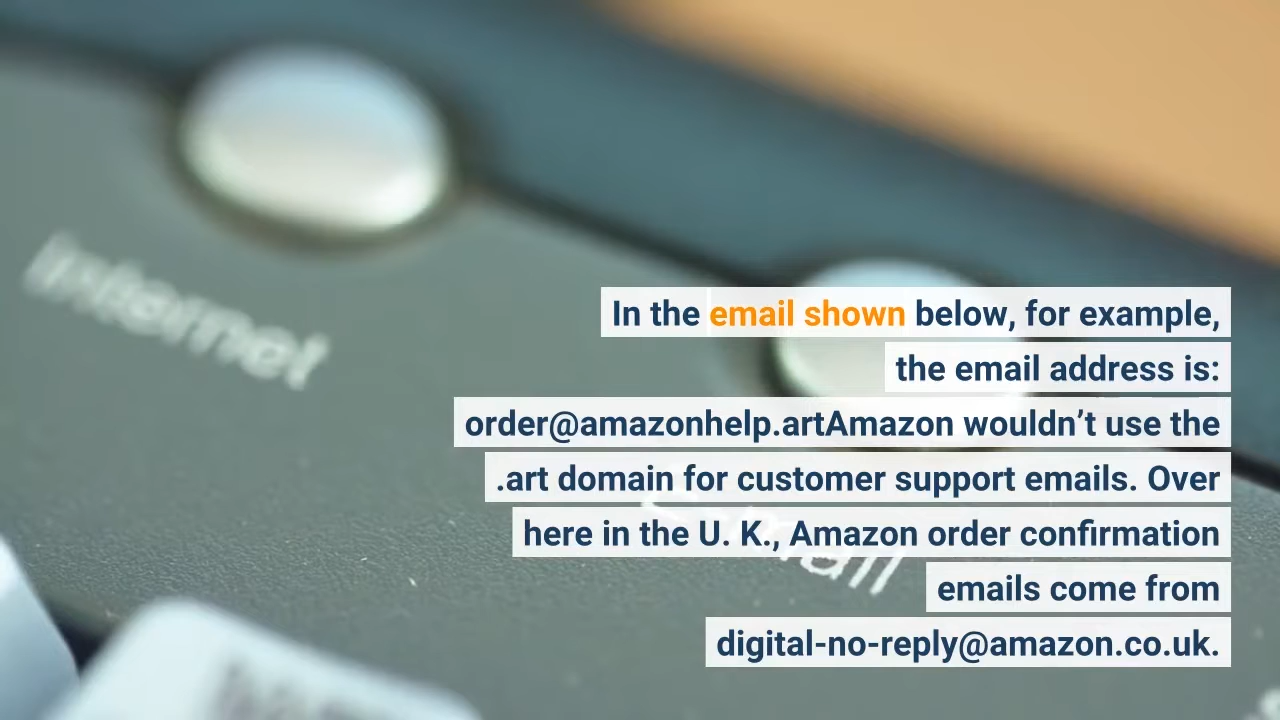 Internet
In the email shown below, for example,
the email address is:
order@amazonhelp.artAmazon wouldn’t use the
.art domain for customer support emails. Over
here in the U. K., Amazon order confirmation
emails come from
digital-no-reply@amazon.co.uk.
E-mail